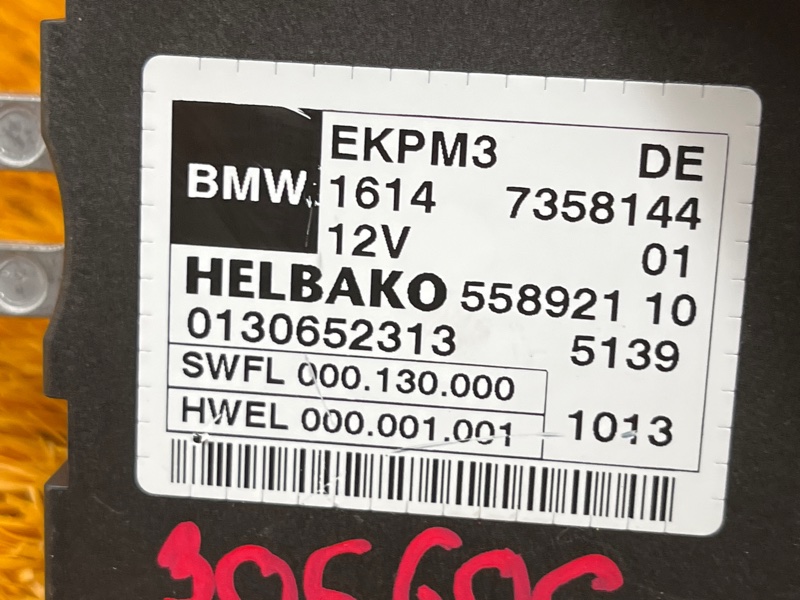 EKPM3 DE
BMW 1614 7358144
12V 01
HELBAKO 558921 10
0130652313 5139
SWFL 000.130.000
HWEL 000.001.001 1013